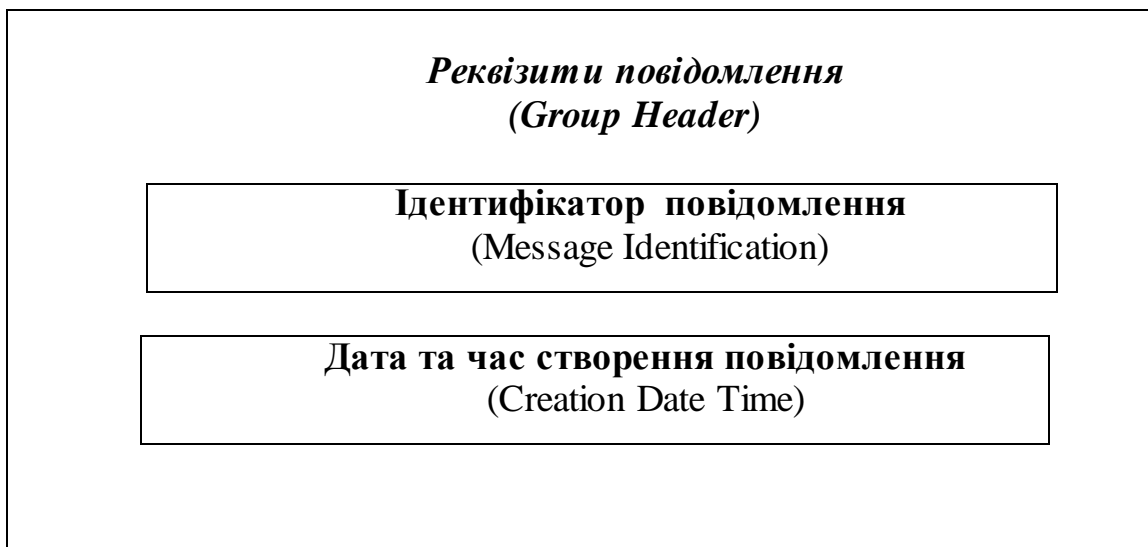 Реквізити повідомлення
(Group Header)
Ідентифікатор повідомлення
(Message Identification)
Дата та час створення повідомлення
(Creation Date Time)